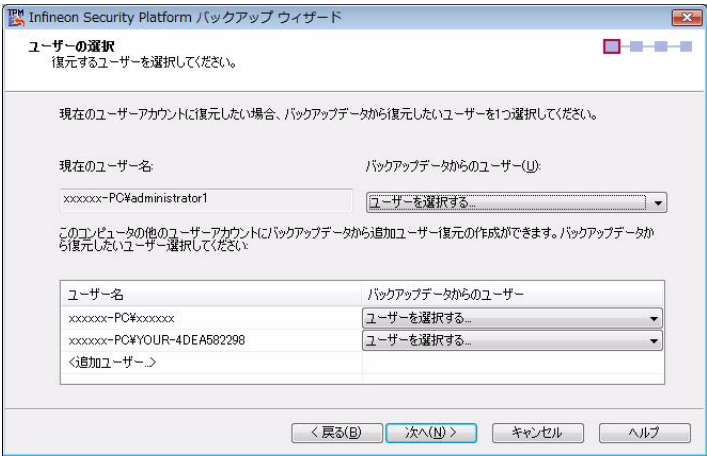 TPM Infineon Security Platform バックアップ ウィザード
ユーザーの選択
復元するユーザーを選択してください。
現在のユーザーアカウントに復元したい場合、バックアップデータから復元したいユーザーを1つ選択してください。
現在のユーザー名:
バックアップデータからのユーザー(U):
xxxxxx-PC¥administrator1
ユーザーを選択する...
このコンピュータの他のユーザーアカウントにバックアップデータから追加ユーザー復元の作成ができます。バックアップデータか
ら復元したいユーザー選択してください:
ユーザー名
バックアップデータからのユーザー
xxxxxx-PC¥xxxxxx
ユーザーを選択する...
xxxxxx-PC¥YOUR-4DEA582298
ユーザーを選択する...
<追加ユーザー...>
< 戻る(B)
次へ(N) >
キャンセル
ヘルプ